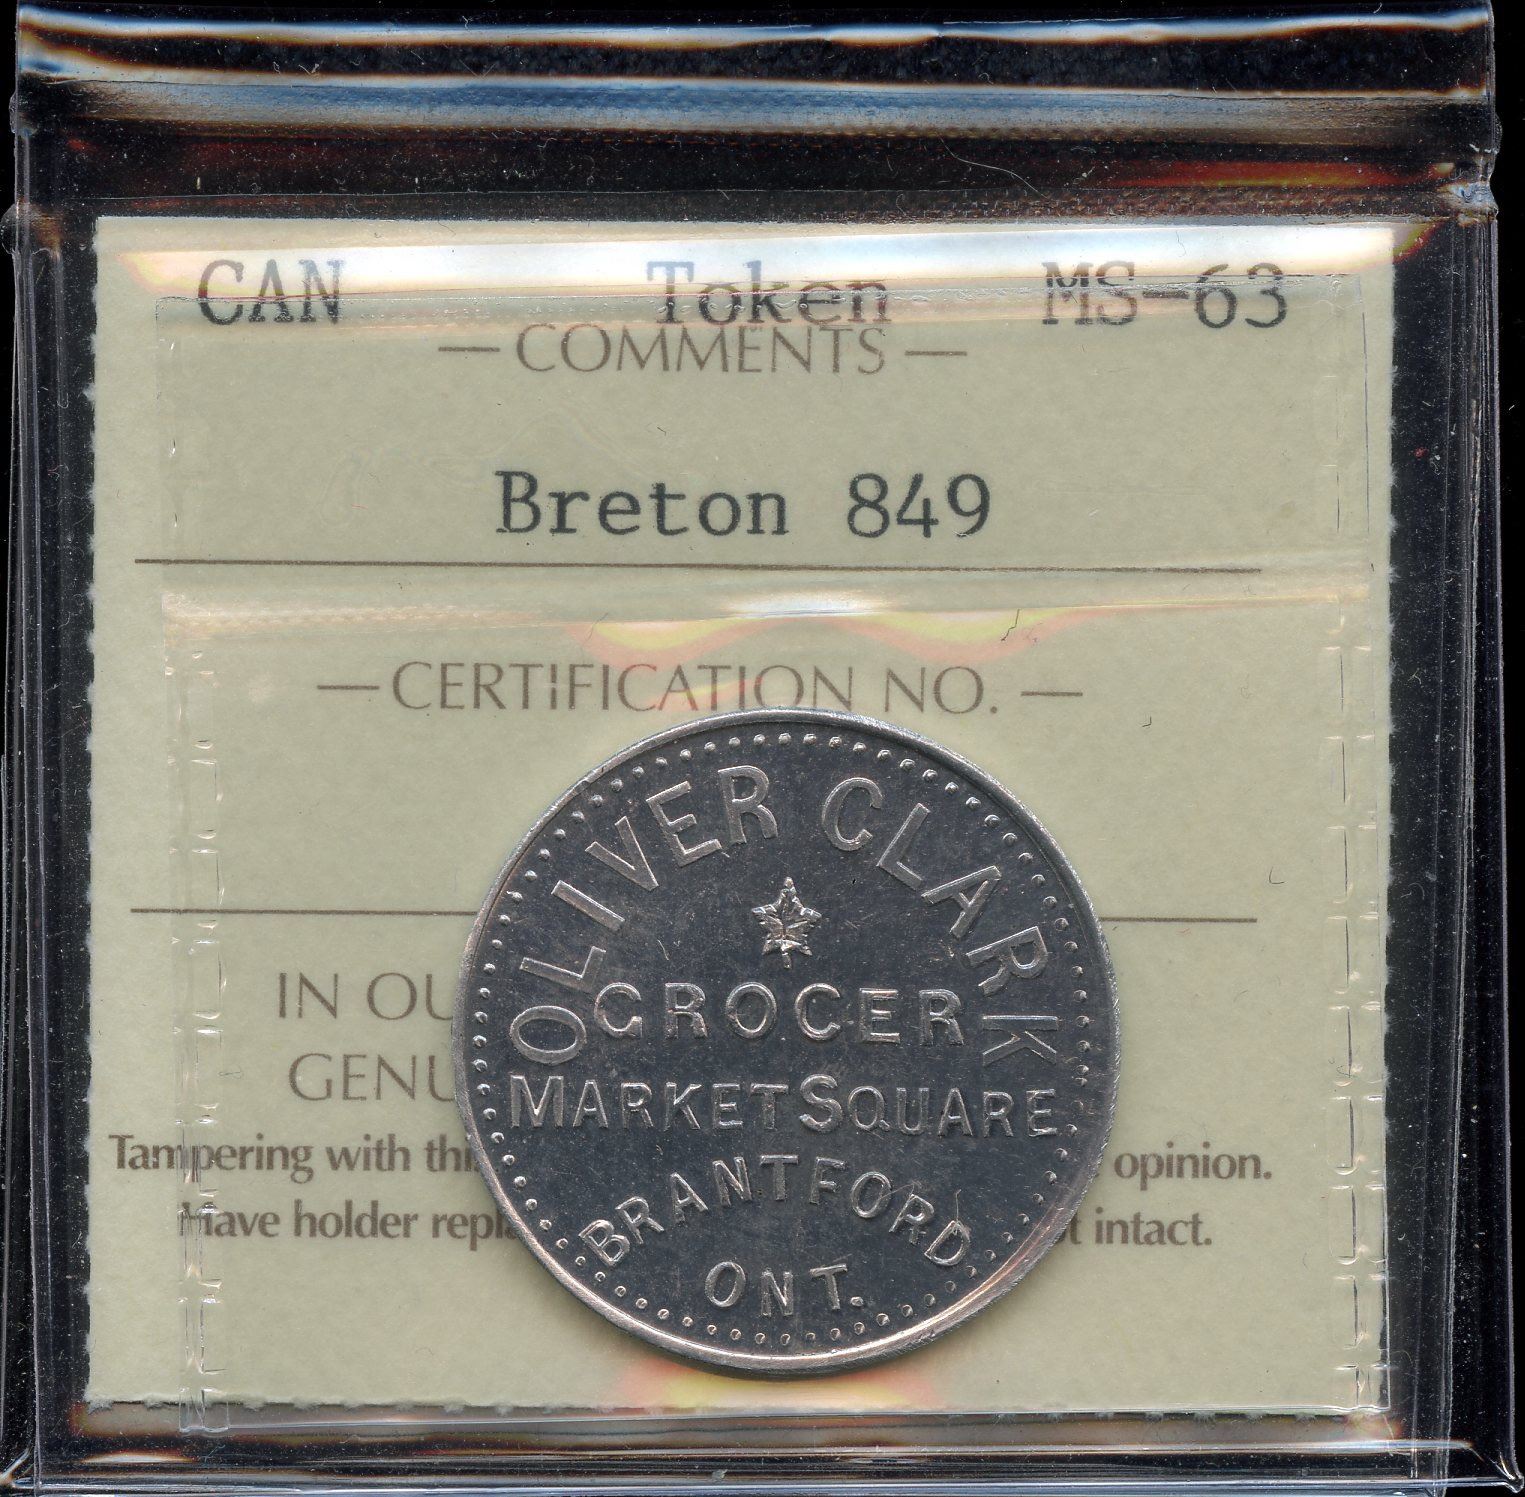 CAN Token MS-63
— COMMENTS —
Breton 849
— CERTIFICATION NO. —
IN OU
GENU
Tampering with thi opinion.
Have holder repl t intact.
OLIVER CLARK
GROCER
MARKET SQUARE
BRANTFORD
ONT.